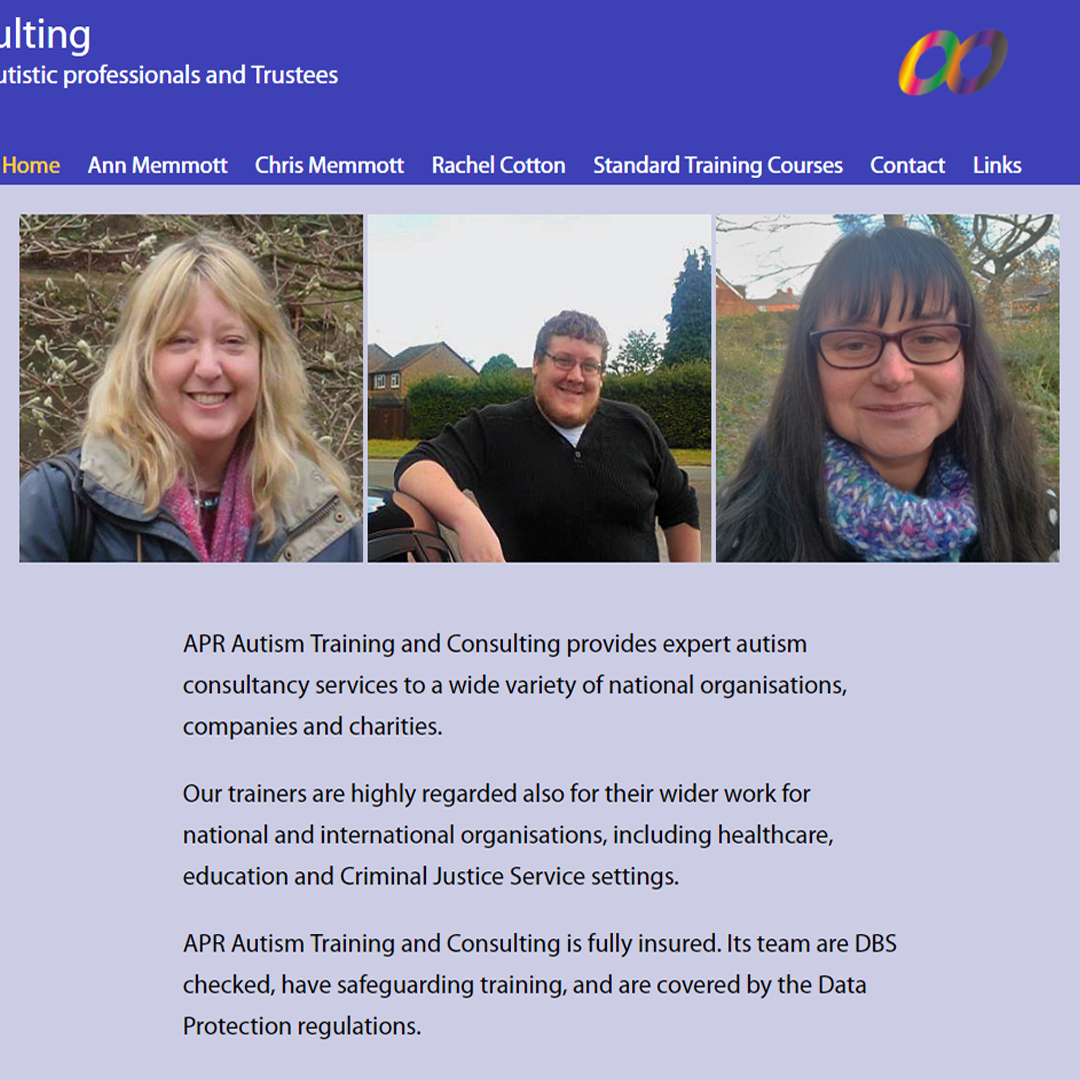 ulting
utistic professionals and Trustees
Home Ann Memmott Chris Memmott Rachel Cotton Standard Training Courses Contact Links
APR Autism Training and Consulting provides expert autism
consultancy services to a wide variety of national organisations,
companies and charities.
Our trainers are highly regarded also for their wider work for
national and international organisations, including healthcare,
education and Criminal Justice Service settings.
APR Autism Training and Consulting is fully insured. Its team are DBS
checked, have safeguarding training, and are covered by the Data
Protection regulations.